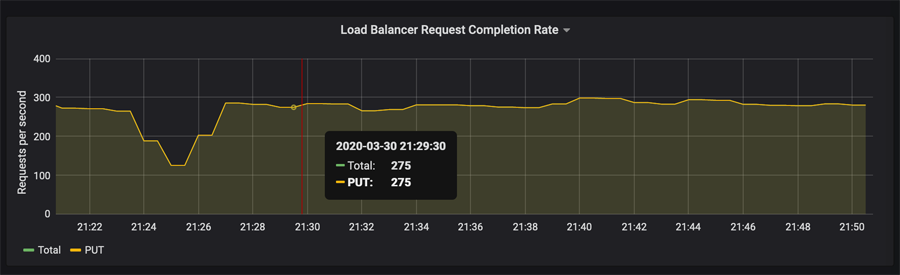 Load Balancer Request Completion Rate
Requests per second
400
300
200
100
0
2020-03-30 21:29:30
Total: 275
PUT: 275
21:22 21:24 21:26 21:28 21:30 21:32 21:34 21:36 21:38 21:40 21:42 21:44 21:46 21:48 21:50
Total PUT